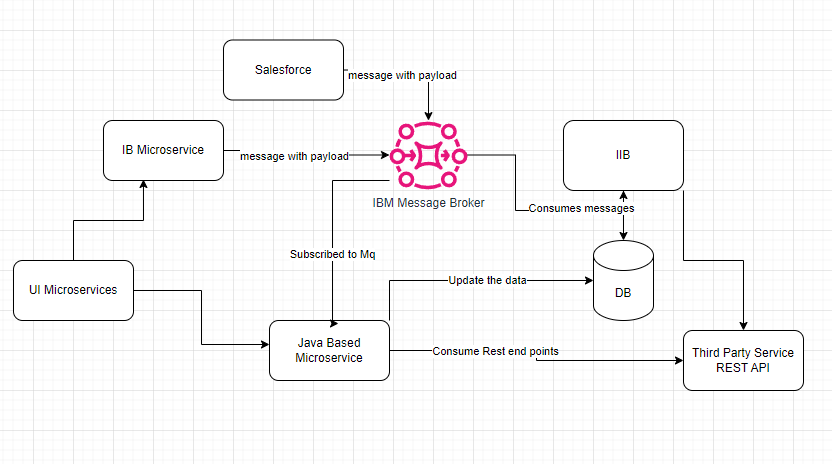 Salesforce
message with payload
IB Microservice
message with payload
IIB
IBM Message Broker
Consumes messages
Subscribed to Mq
UI Microservices
Update the data
DB
Java Based
Microservice
Consume Rest end points
Third Party Service
REST API